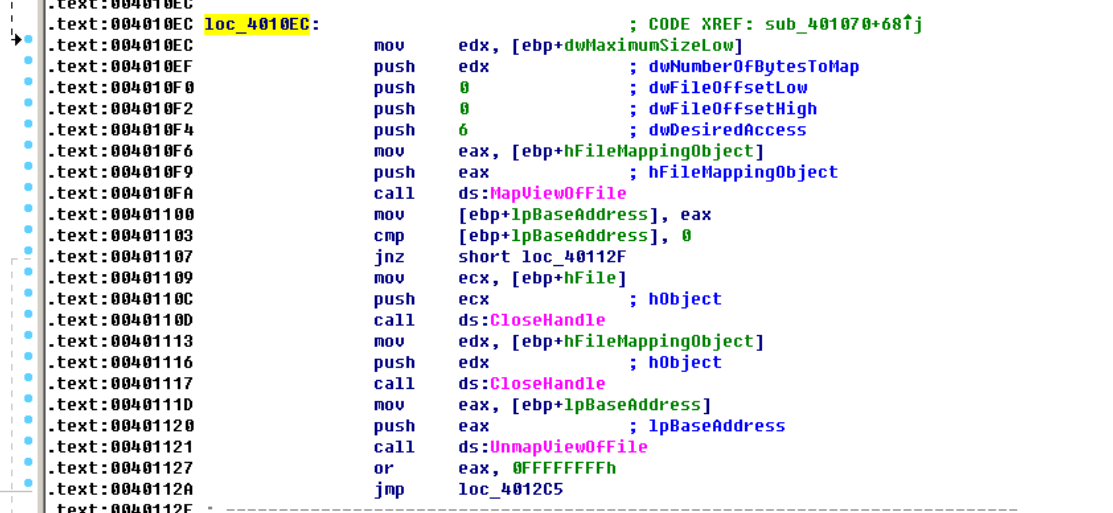 .text:004010EC
.text:004010EC loc_4010EC: ; CODE XREF: sub_401070+68↑j
.text:004010EC mov edx, [ebp+dwMaximumSizeLow]
.text:004010EF push edx ; dwNumberOfBytesToMap
.text:004010F0 push 0 ; dwFileOffsetLow
.text:004010F2 push 0 ; dwFileOffsetHigh
.text:004010F4 push 6 ; dwDesiredAccess
.text:004010F6 mov eax, [ebp+hFileMappingObject]
.text:004010F9 push eax ; hFileMappingObject
.text:004010FA call ds:MapViewOfFile
.text:00401100 mov [ebp+lpBaseAddress], eax
.text:00401103 cmp [ebp+lpBaseAddress], 0
.text:00401107 jnz short loc_40112F
.text:00401109 mov ecx, [ebp+hFile]
.text:0040110C push ecx ; hObject
.text:0040110D call ds:CloseHandle
.text:00401113 mov edx, [ebp+hFileMappingObject]
.text:00401116 push edx ; hObject
.text:00401117 call ds:CloseHandle
.text:0040111D mov eax, [ebp+lpBaseAddress]
.text:00401120 push eax ; lpBaseAddress
.text:00401121 call ds:UnmapViewOfFile
.text:00401127 or eax, 0FFFFFFFFh
.text:0040112A jmp loc_4012C5
.text:0040112F ; ---------------------------------------------------------------------------